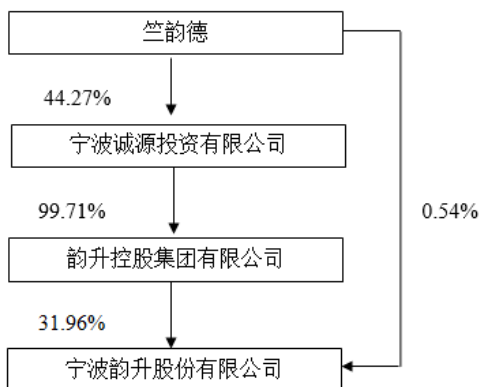 竺韵德
44.27%
宁波诚源投资有限公司
99.71%
0.54%
韵升控股集团有限公司
31.96%
宁波韵升股份有限公司